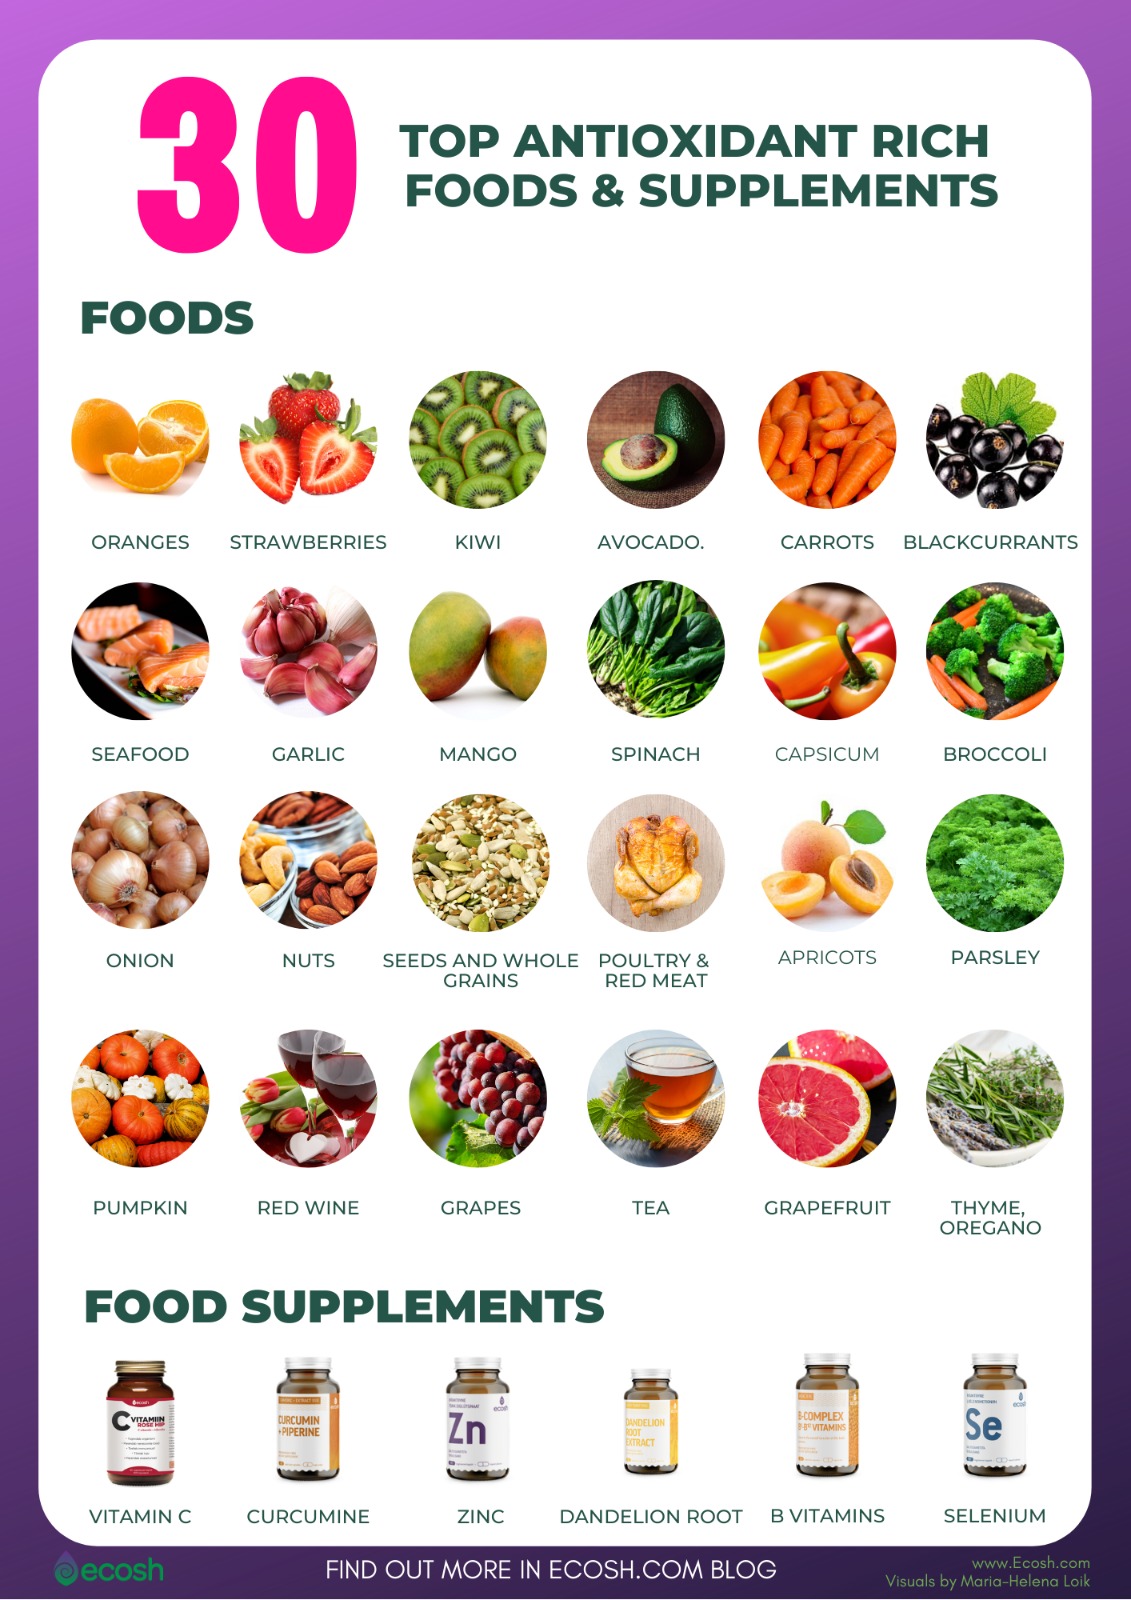 30
TOP ANTIOXIDANT RICH
FOODS & SUPPLEMENTS
FOODS
ORANGES
STRAWBERRIES
KIWI
AVOCADO.
CARROTS
BLACKCURRANTS
SEAFOOD
GARLIC
MANGO
SPINACH
CAPSICUM
BROCCOLI
ONION
NUTS
SEEDS AND WHOLE
GRAINS
POULTRY &
RED MEAT
APRICOTS
PARSLEY
PUMPKIN
RED WINE
GRAPES
TEA
GRAPEFRUIT
THYME,
OREGANO
FOOD SUPPLEMENTS
C VITAMIIN
ROSE HIP
CURCUMIN
+ PIPERINE
ecosh
Zn
DANDELION
ROOT
EXTRACT
B-COMPLEX
Se
VITAMIN C
CURCUMINE
ZINC
DANDELION ROOT
B VITAMINS
SELENIUM
ecosh
FIND OUT MORE IN ECOSH.COM BLOG
www.Ecosh.com
Visuals by Maria-Helena Loik